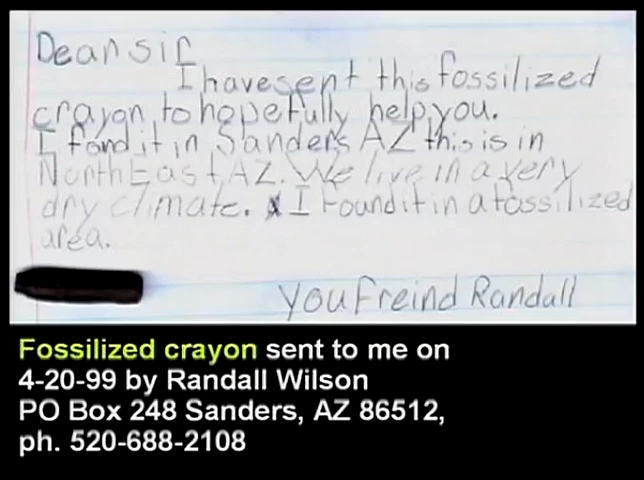 Dear sir
I have sent this fossilized
crayon to hopefully help you.
I fond it in Sanders AZ this is in
North East AZ. We live in a very
dry climate. I found it in a fossilized
area.
you Freind Randall
Fossilized crayon sent to me on
4-20-99 by Randall Wilson
PO Box 248 Sanders, AZ 86512,
ph. 520-688-2108